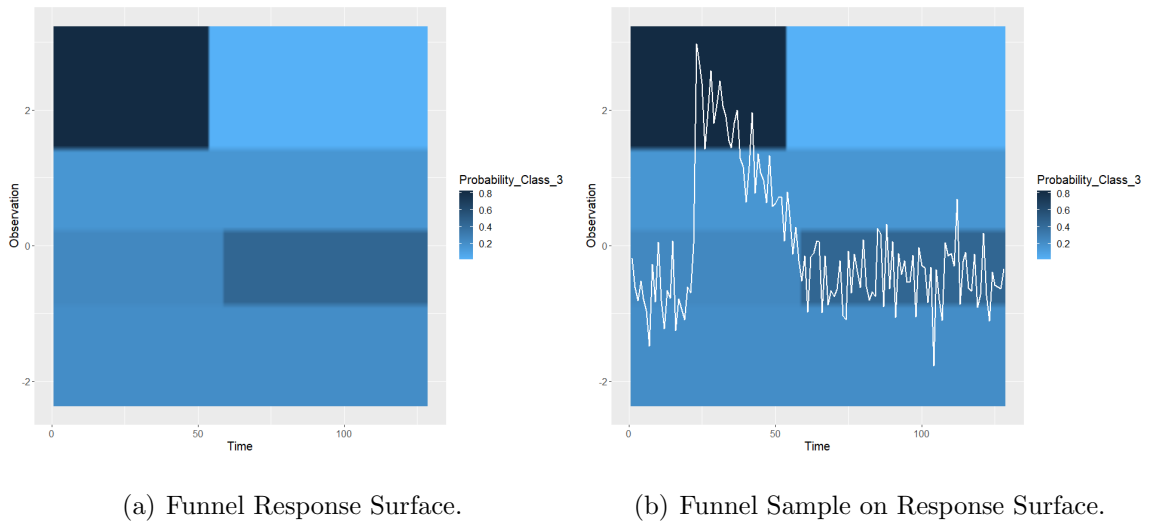 2
0
-2
0
50
100
Time
Observation
Probability_Class_3
0.8
0.6
0.4
0.2
2
0
-2
0
50
100
Time
Observation
Probability_Class_3
0.8
0.6
0.4
0.2
(a) Funnel Response Surface.
(b) Funnel Sample on Response Surface.